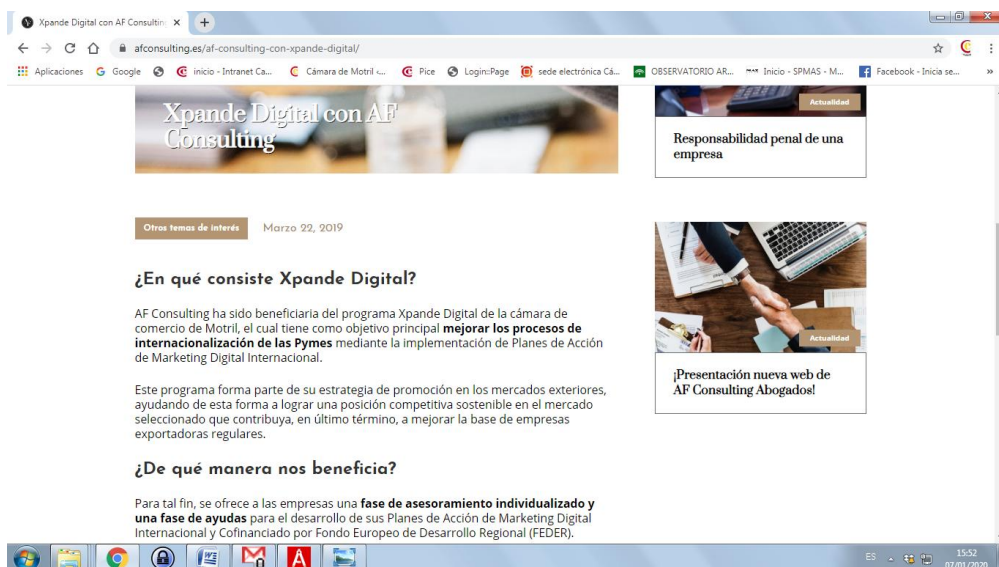 Xpande Digital con AF Consulting
afconsulting.es/af-consulting-con-xpande-digital/
Aplicaciones
Google
inicio - Intranet Ca...
Cámara de Motril -...
Pice
Login::Page
sede electrónica Cá...
OBSERVATORIO AR...
Inicio - SPMAS - M...
Facebook - Inicia se...
Xpande Digital con AF
Consulting
Actualidad
Responsabilidad penal de una
empresa
Otros temas de interés
Marzo 22, 2019
¿En qué consiste Xpande Digital?
AF Consulting ha sido beneficiaria del programa Xpande Digital de la cámara de
comercio de Motril, el cual tiene como objetivo principal mejorar los procesos de
internacionalización de las Pymes mediante la implementación de Planes de Acción
de Marketing Digital Internacional.
Este programa forma parte de su estrategia de promoción en los mercados exteriores,
ayudando de esta forma a lograr una posición competitiva sostenible en el mercado
seleccionado que contribuya, en último término, a mejorar la base de empresas
exportadoras regulares.
¿De qué manera nos beneficia?
Para tal fin, se ofrece a las empresas una fase de asesoramiento individualizado y
una fase de ayudas para el desarrollo de sus Planes de Acción de Marketing Digital
Internacional y Cofinanciado por Fondo Europeo de Desarrollo Regional (FEDER).
Actualidad
¡Presentación nueva web de
AF Consulting Abogados!
ES
15:52
07/01/2020